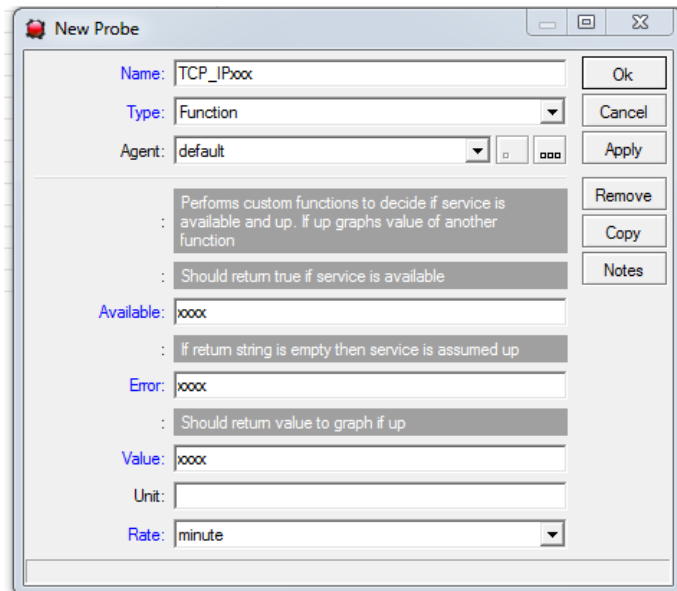 New Probe
Name: TCP_IPxxx
Ok
Type: Function
Cancel
Agent: default
Apply
Performs custom functions to decide if service is
available and up. If up graphs value of another
function
:
Remove
Copy
: Should return true if service is available
Notes
Available: xxxx
: If return string is empty then service is assumed up
Error: xxxx
: Should return value to graph if up
Value: xxxx
Unit:
Rate: minute